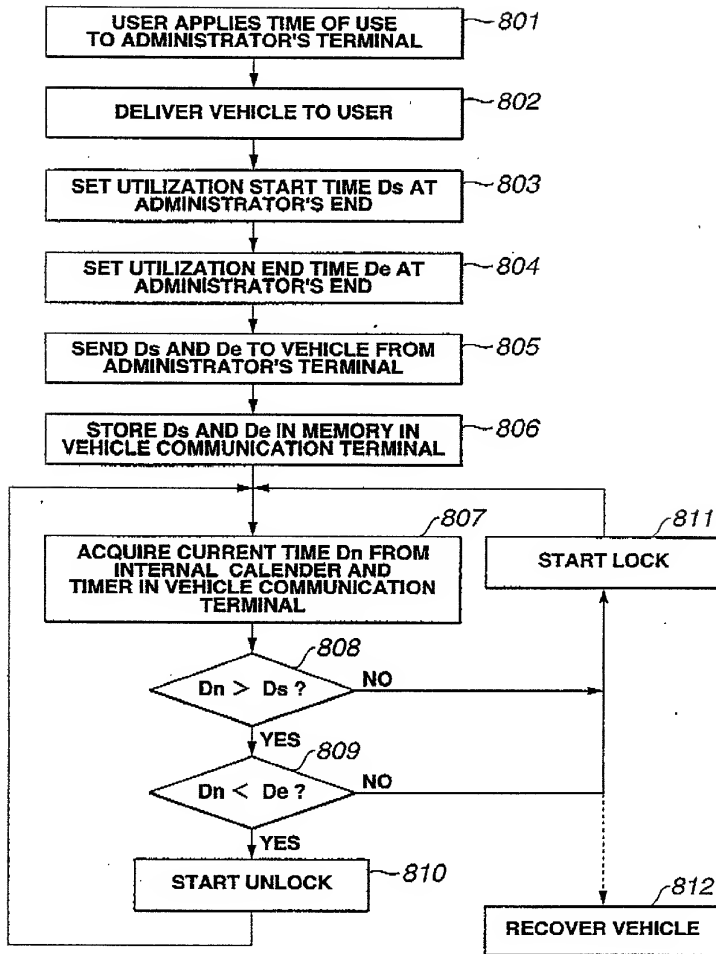 USER APPLIES TIME OF USE
TO ADMINISTRATOR'S TERMINAL
801
DELIVER VEHICLE TO USER
802
SET UTILIZATION START TIME Ds AT
ADMINISTRATOR'S END
803
SET UTILIZATION END TIME De AT
ADMINISTRATOR'S END
804
SEND Ds AND De TO VEHICLE FROM
ADMINISTRATOR'S TERMINAL
805
STORE Ds AND De IN MEMORY IN
VEHICLE COMMUNICATION TERMINAL
806
807
ACQUIRE CURRENT TIME Dn FROM
INTERNAL CALENDER AND
TIMER IN VEHICLE COMMUNICATION
TERMINAL
811
START LOCK
808
Dn > Ds ?
NO
YES
809
Dn < De ?
NO
YES
START UNLOCK
810
812
RECOVER VEHICLE